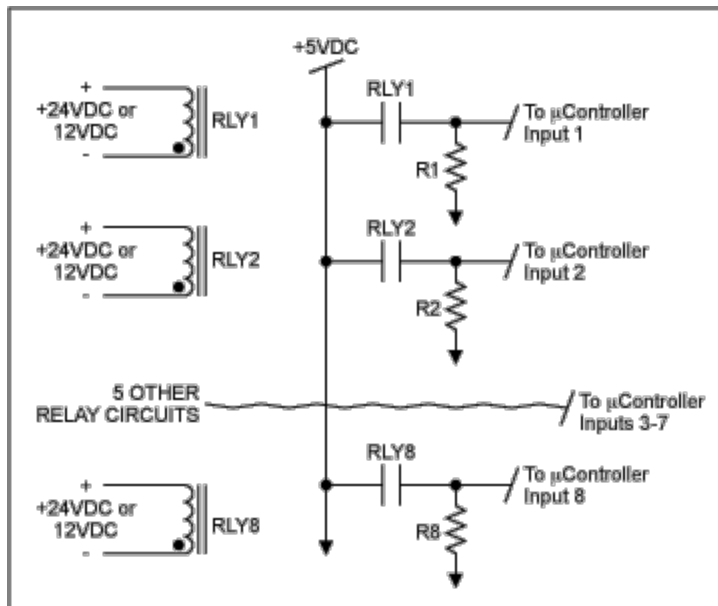 +5VDC
+
+24VDC or
12VDC
-
RLY1
RLY1
R1
To μController
Input 1
+
+24VDC or
12VDC
-
RLY2
RLY2
R2
To μController
Input 2
5 OTHER
RELAY CIRCUITS
To μController
Inputs 3-7
+
+24VDC or
12VDC
-
RLY8
RLY8
R8
To μController
Input 8